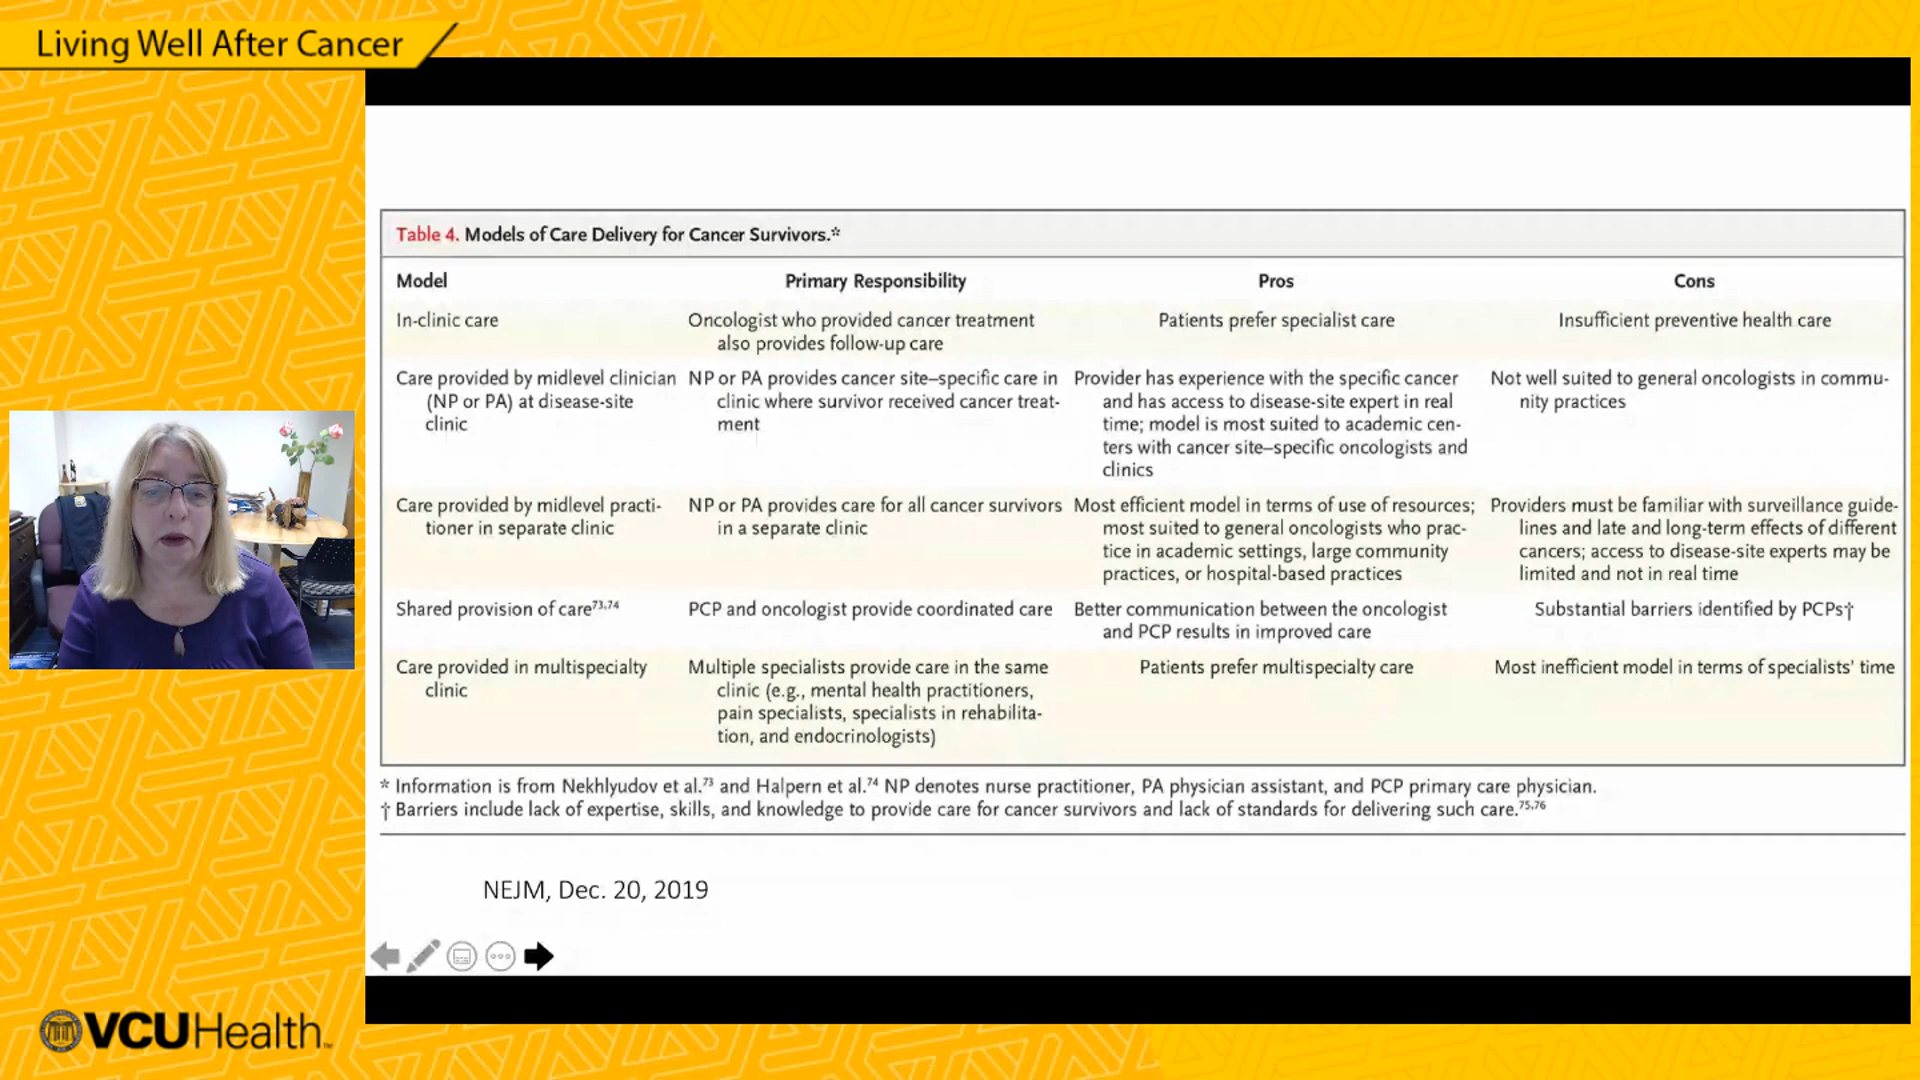 Living Well After Cancer
Table 4. Models of Care Delivery for Cancer Survivors.*
Model Primary Responsibility Pros Cons
In-clinic care
Oncologist who provided cancer treatment
also provides follow-up care
Patients prefer specialist care
Insufficient preventive health care
Care provided by midlevel clinician
(NP or PA) at disease-site
clinic
NP or PA provides cancer site–specific care in
clinic where survivor received cancer treat-
ment
Provider has experience with the specific cancer
and has access to disease-site expert in real
time; model is most suited to academic cen-
ters with cancer site–specific oncologists and
clinics
Not well suited to general oncologists in commu-
nity practices
Care provided by midlevel practi-
tioner in separate clinic
NP or PA provides care for all cancer survivors
in a separate clinic
Most efficient model in terms of use of resources;
most suited to general oncologists who prac-
tice in academic settings, large community
practices, or hospital-based practices
Providers must be familiar with surveillance guide-
lines and late and long-term effects of different
cancers; access to disease-site experts may be
limited and not in real time
Shared provision of care73,74
PCP and oncologist provide coordinated care
Better communication between the oncologist
and PCP results in improved care
Substantial barriers identified by PCPs†
Care provided in multispecialty
clinic
Multiple specialists provide care in the same
clinic (e.g., mental health practitioners,
pain specialists, specialists in rehabilita-
tion, and endocrinologists)
Patients prefer multispecialty care
Most inefficient model in terms of specialists' time
* Information is from Nekhlyudov et al.73 and Halpern et al.74 NP denotes nurse practitioner, PA physician assistant, and PCP primary care physician.
† Barriers include lack of expertise, skills, and knowledge to provide care for cancer survivors and lack of standards for delivering such care.75,76
NEJM, Dec. 20, 2019
VCUHealth™